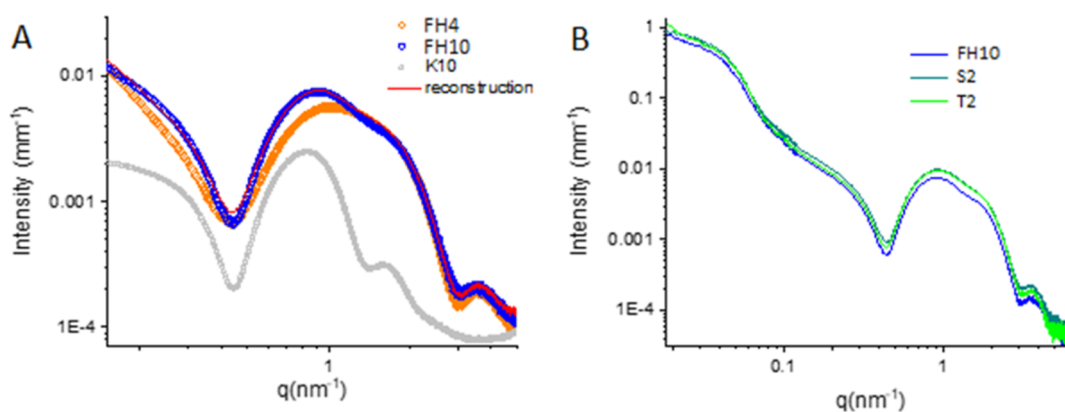 A
FH4
FH10
K10
reconstruction
0.01
0.001
1E-4
Intensity (mm⁻¹)
1
q(nm⁻¹)
B
FH10
S2
T2
1
0.1
0.01
0.001
1E-4
Intensity (mm⁻¹)
0.1
1
q(nm⁻¹)